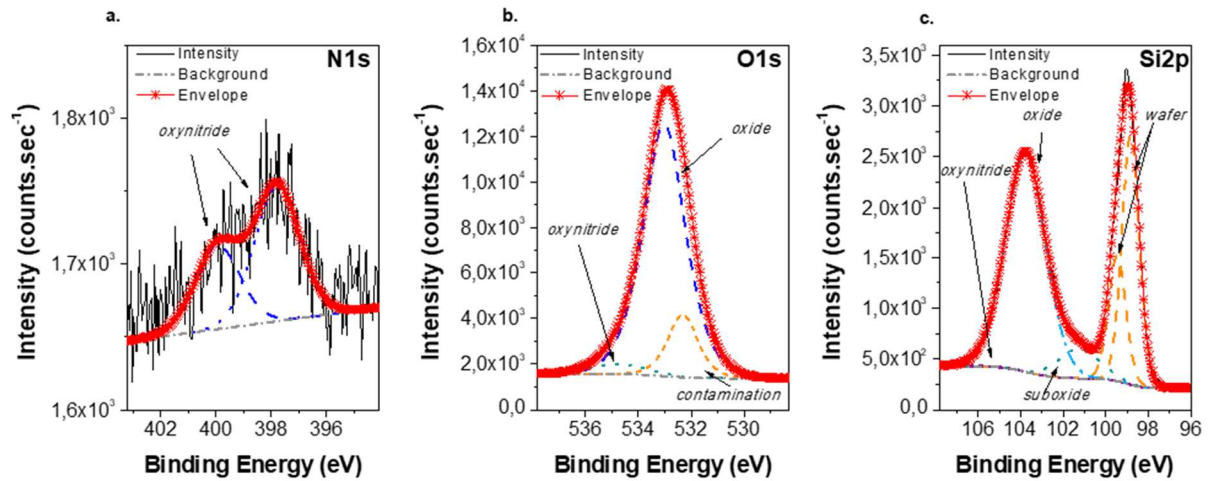 a.
N1s
Intensity
Background
Envelope
oxynitride
1,8x10³
1,7x10³
1,6x10³
Intensity (counts.sec⁻¹)
402 400 398 396
Binding Energy (eV)
b.
O1s
Intensity
Background
Envelope
oxide
oxynitride
contamination
1,6x10⁴
1,4x10⁴
1,2x10⁴
1,0x10⁴
8,0x10³
6,0x10³
4,0x10³
2,0x10³
0,0
Intensity (counts.sec⁻¹)
536 534 532 530
Binding Energy (eV)
c.
Si2p
Intensity
Background
Envelope
oxide
wafer
oxynitride
suboxide
3,5x10³
3,0x10³
2,5x10³
2,0x10³
1,5x10³
1,0x10³
5,0x10²
0,0
Intensity (counts.sec⁻¹)
106 104 102 100 98 96
Binding Energy (eV)